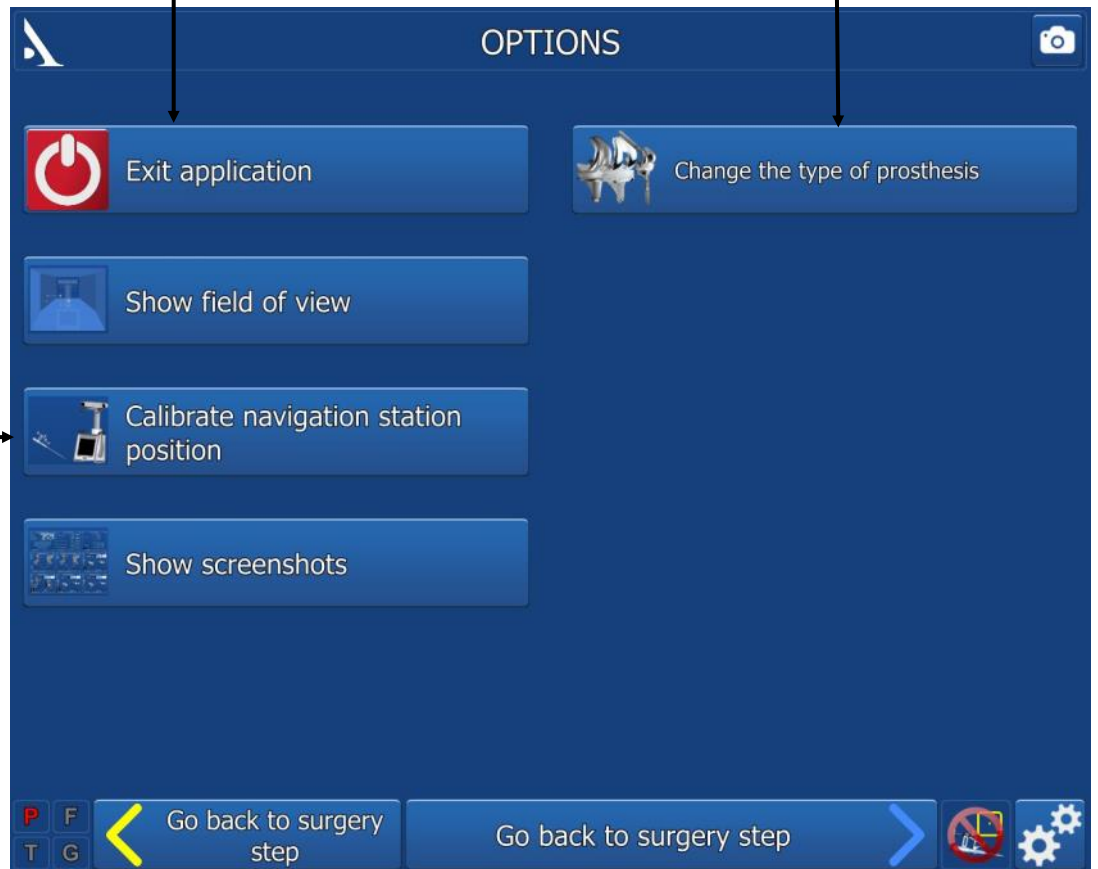 OPTIONS
Exit application
Change the type of prosthesis
Show field of view
Calibrate navigation station
position
Show screenshots
P F
T G
Go back to surgery
step
Go back to surgery step